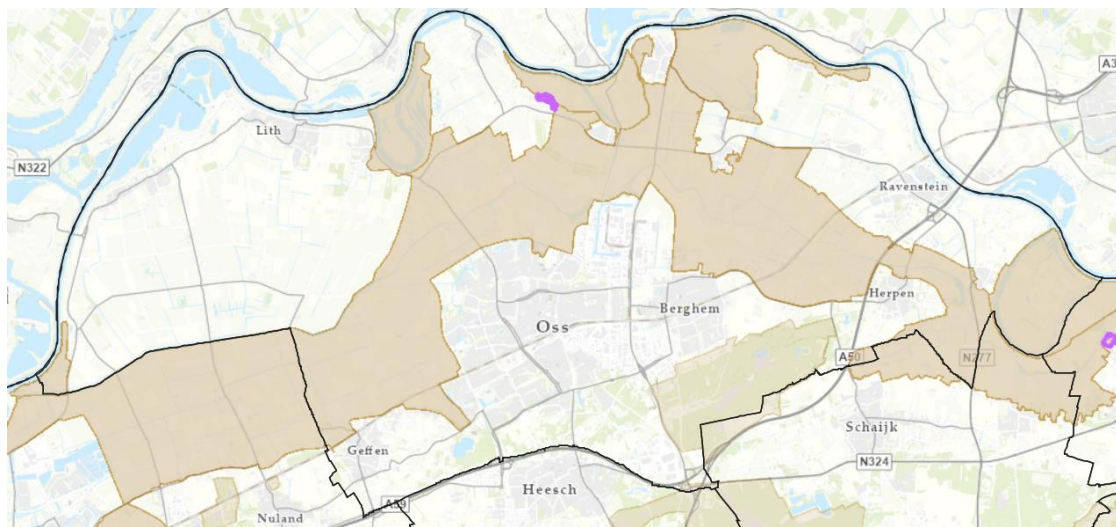 A3
Lith
N322
Ravenstein
Herpen
Berghem
Oss
A50
N277
Schaijk
Geffen
N324
Heesch
A59
Nuland